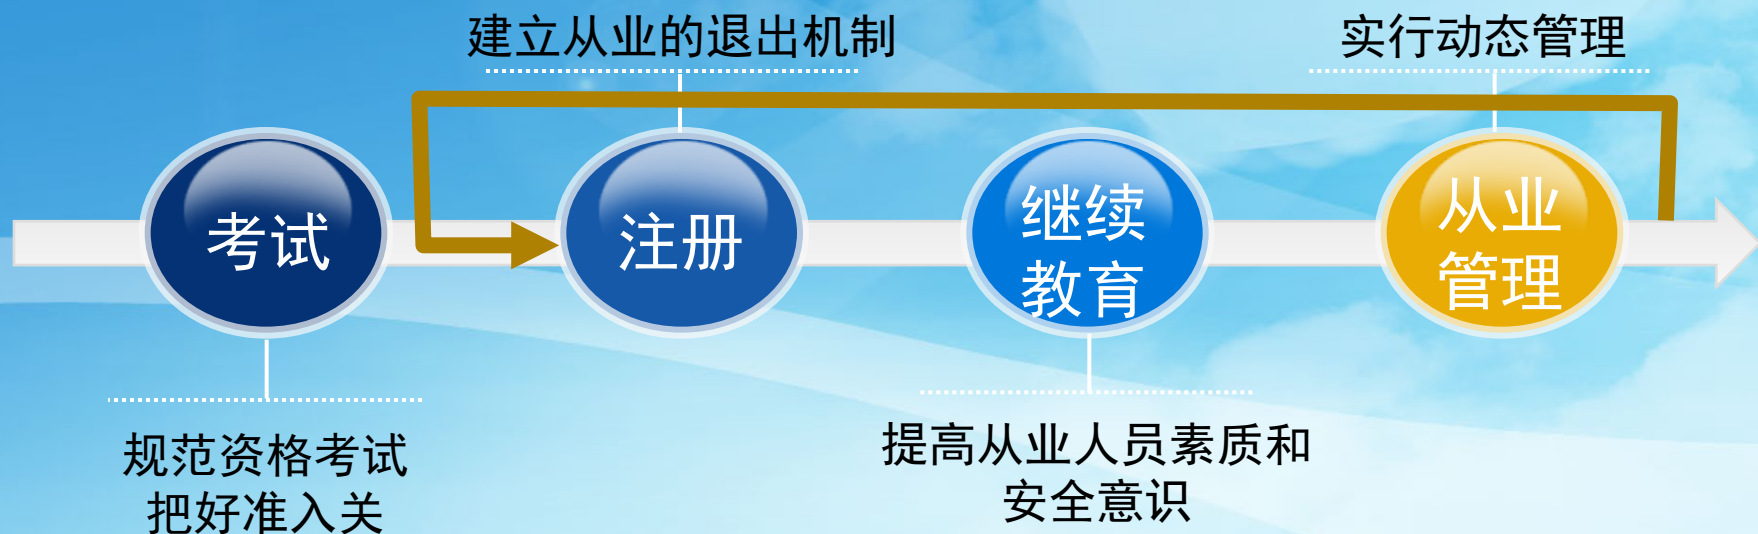 建立从业的退出机制
实行动态管理
考试
注册
继续
教育
从业
管理
规范资格考试
把好准入关
提高从业人员素质和
安全意识